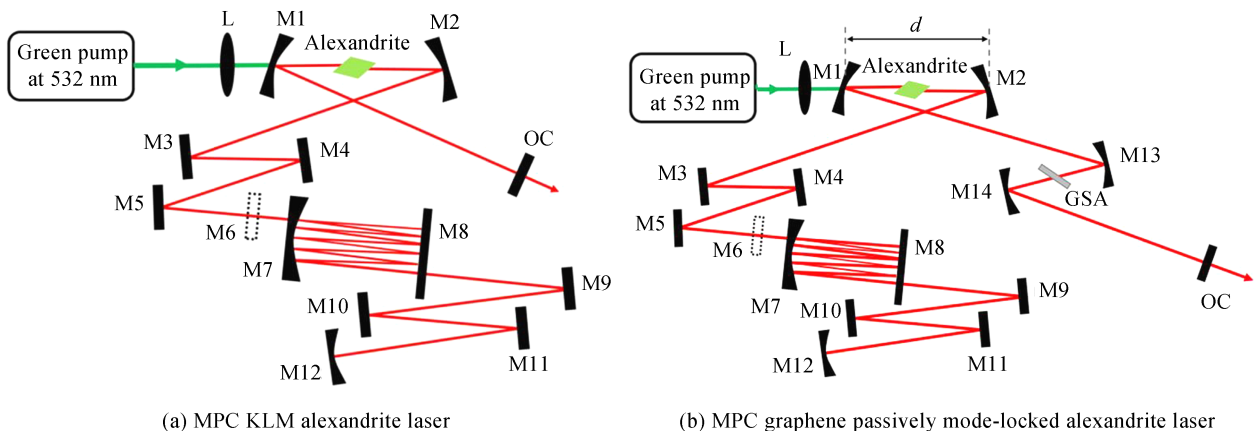 Green pump
at 532 nm
L
M1
Alexandrite
M2
OC
M3
M4
M5
M6
M7
M8
M9
M10
M11
M12
(a) MPC KLM alexandrite laser
d
Green pump
at 532 nm
L
M1
Alexandrite
M2
M13
M14
GSA
OC
M3
M4
M5
M6
M7
M8
M9
M10
M11
M12
(b) MPC graphene passively mode-locked alexandrite laser